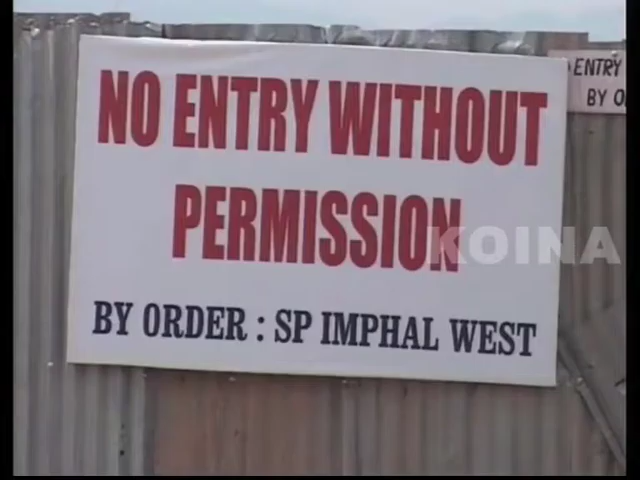 NO ENTRY WITHOUT
PERMISSION
BY ORDER : SP IMPHAL WEST
ENTRY
BY
KOINA